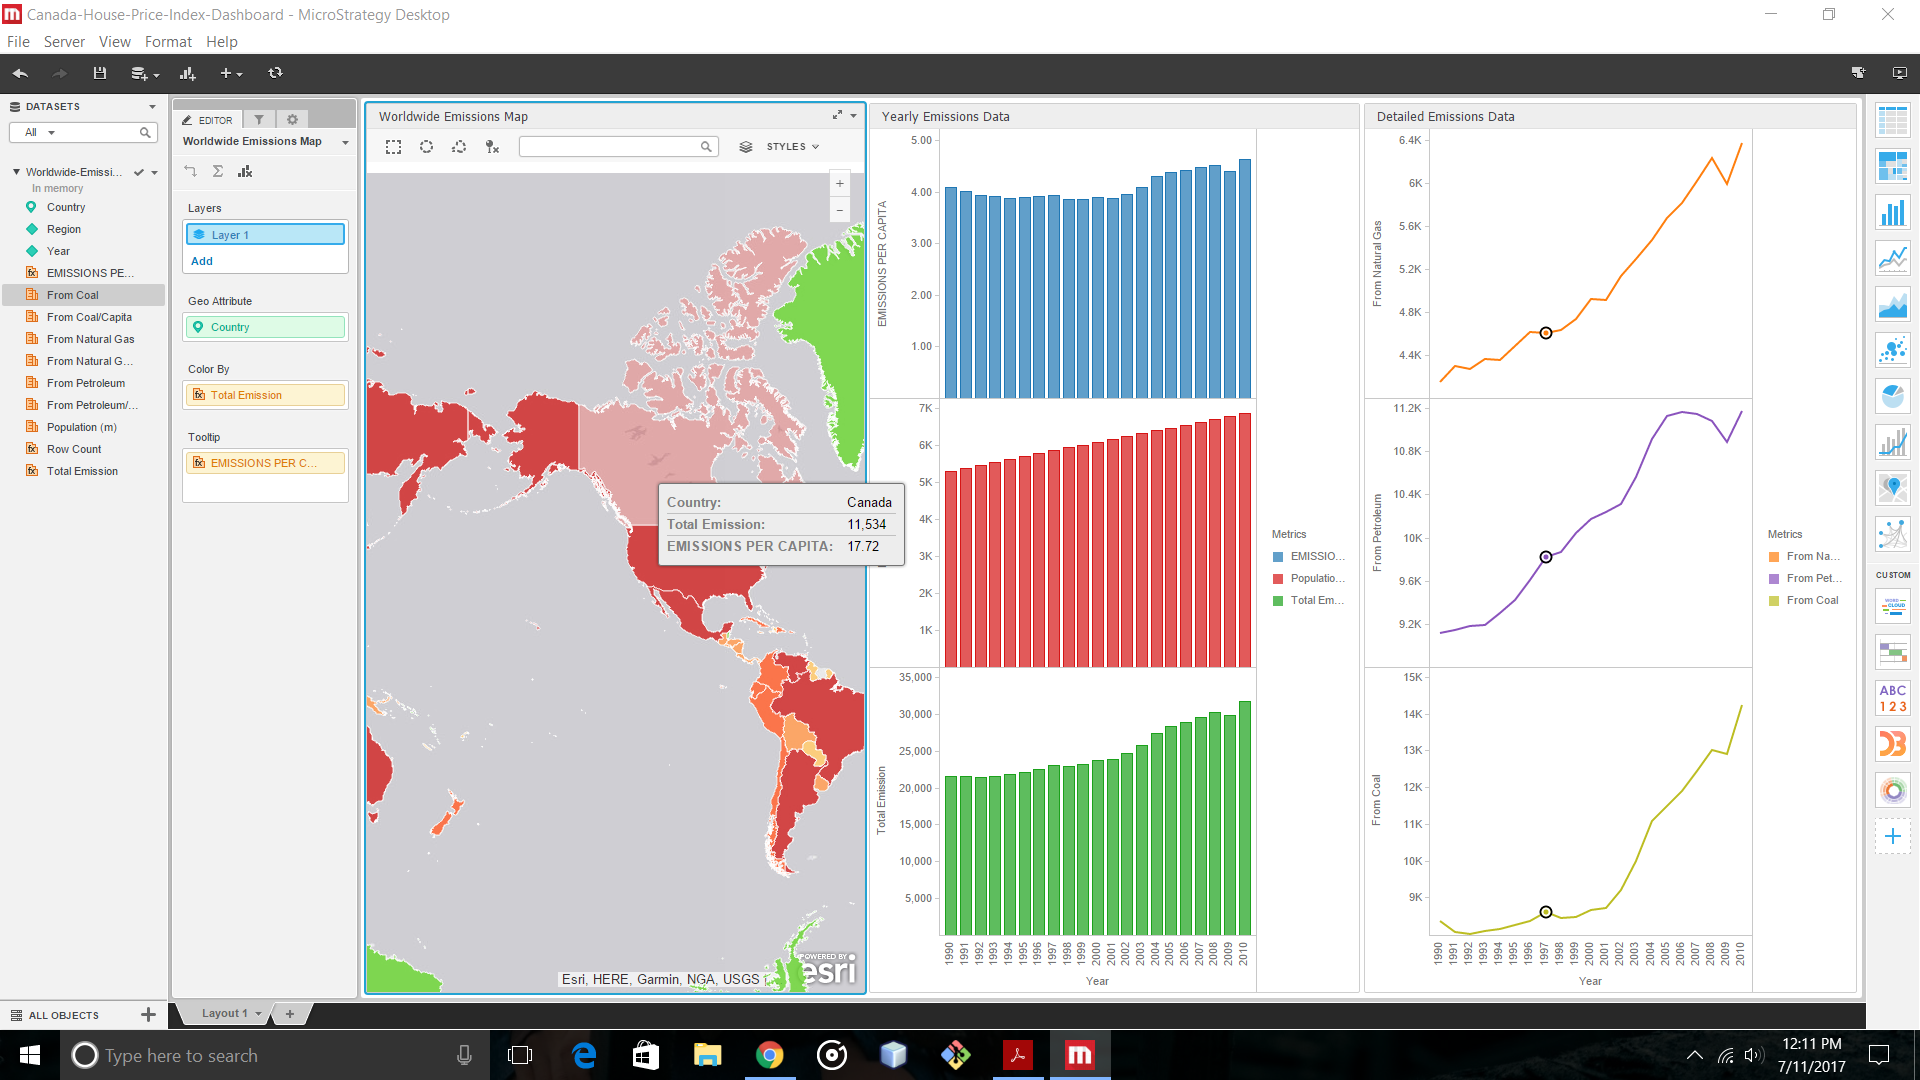 Canada-House-Price-Index-Dashboard - MicroStrategy Desktop
File Server View Format Help
DATASETS
All
Worldwide-Emissi...
In memory
Country
Region
Year
EMISSIONS PE...
From Coal
From Coal/Capita
From Natural Gas
From Natural G...
From Petroleum
From Petroleum/...
Population (m)
Row Count
Total Emission
ALL OBJECTS
EDITOR
Worldwide Emissions Map
Layers
Layer 1
Add
Geo Attribute
Country
Color By
Total Emission
Tooltip
EMISSIONS PER C...
Worldwide Emissions Map
STYLES
+
-
Country: Canada
Total Emission: 11,534
EMISSIONS PER CAPITA: 17.72
Esri, HERE, Garmin, NGA, USGS
POWERED BY
esri
Yearly Emissions Data
EMISSIONS PER CAPITA
5.00
4.00
3.00
2.00
1.00
7K
6K
5K
4K
3K
2K
1K
Total Emission
35,000
30,000
25,000
20,000
15,000
10,000
5,000
1990 1991 1992 1993 1994 1995 1996 1997 1998 1999 2000 2001 2002 2003 2004 2005 2006 2007 2008 2009 2010
Year
Metrics
EMISSIO...
Populatio...
Total Em...
Detailed Emissions Data
From Natural Gas
6.4K
6K
5.6K
5.2K
4.8K
4.4K
From Petroleum
11.2K
10.8K
10.4K
10K
9.6K
9.2K
From Coal
15K
14K
13K
12K
11K
10K
9K
1990 1991 1992 1993 1994 1995 1996 1997 1998 1999 2000 2001 2002 2003 2004 2005 2006 2007 2008 2009 2010
Year
Metrics
From Na...
From Pet...
From Coal
CUSTOM
WORD
CLOUD
ABC
123
D3
Layout 1
Type here to search
12:11 PM
7/11/2017